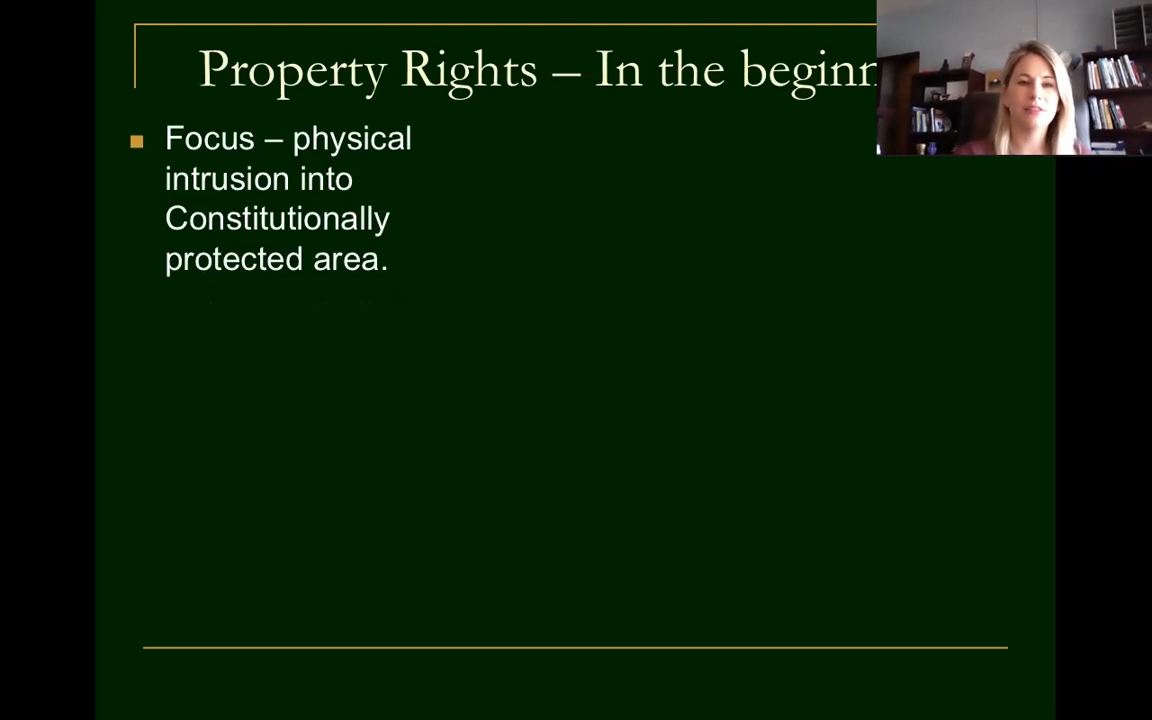 Property Rights – In the beginn
Focus – physical
intrusion into
Constitutionally
protected area.